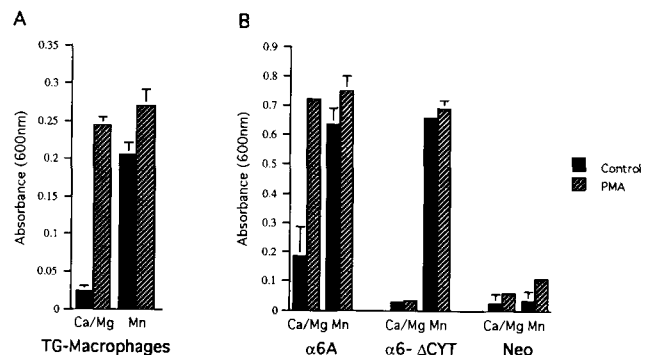 A
Absorbance (600nm)
0.3
0.25
0.2
0.15
0.1
0.05
0
Ca/Mg Mn
TG-Macrophages
B
Absorbance (600nm)
0.9
0.8
0.7
0.6
0.5
0.4
0.3
0.2
0.1
0
Ca/Mg Mn Ca/Mg Mn Ca/Mg Mn
α6A α6- ΔCYT Neo
Control
PMA